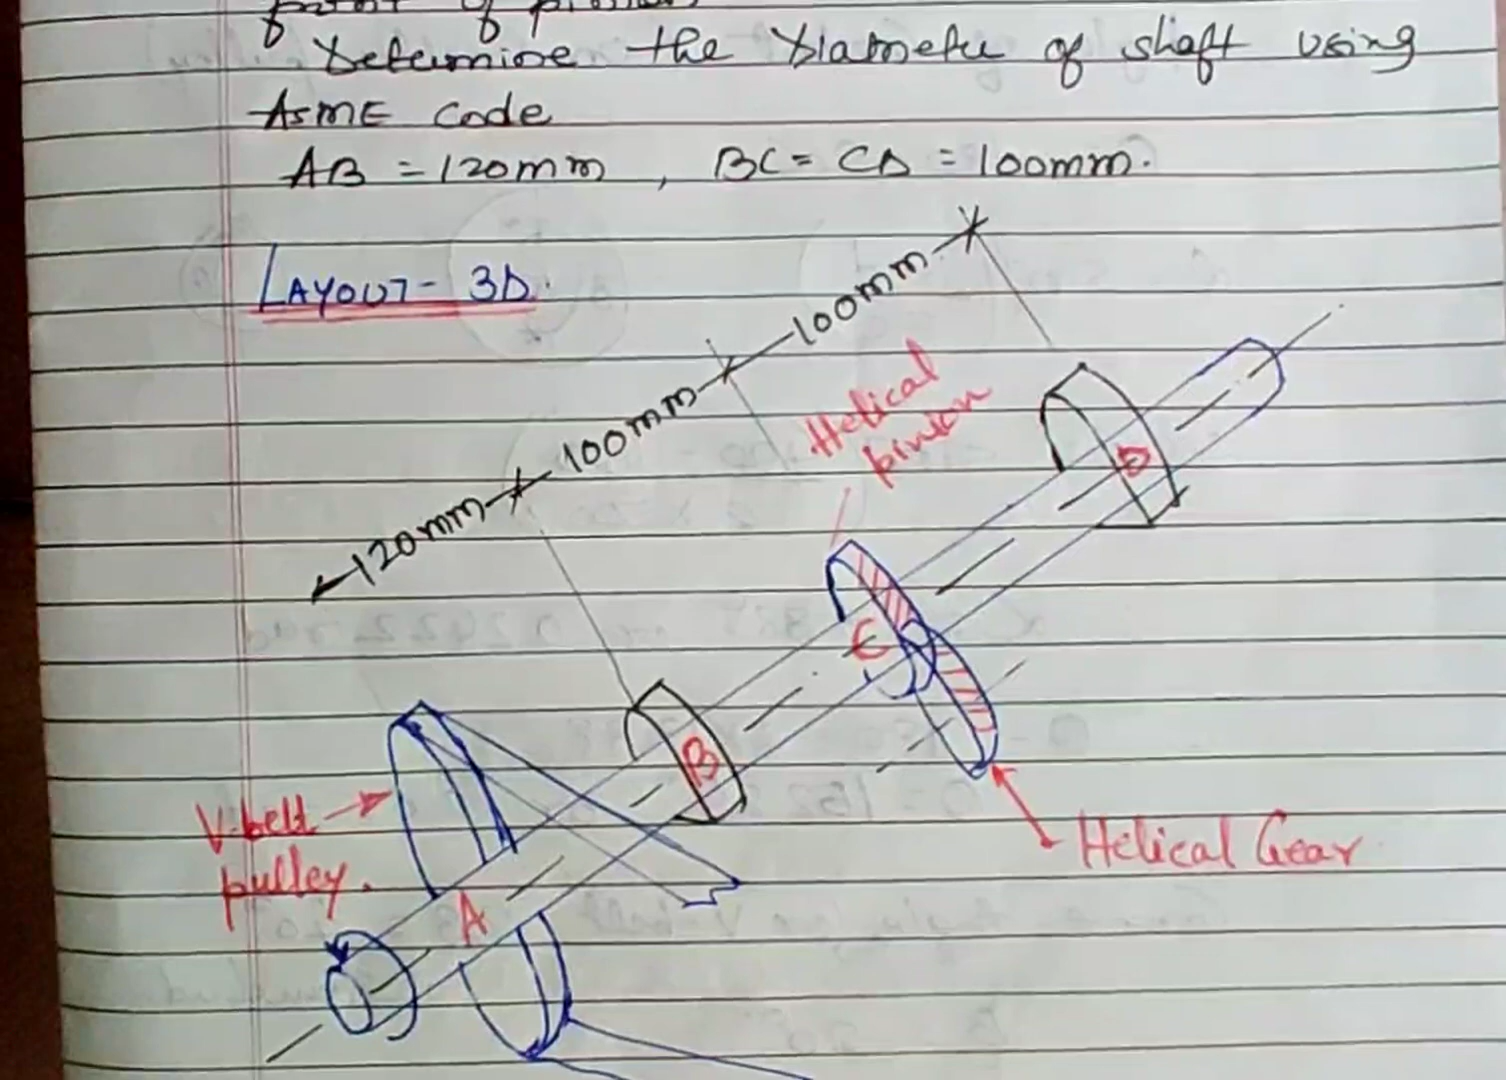 Determine the Diameter of shaft using
ASME Code
AB = 120mm, BC = CD = 100mm.
LAYOUT - 3D.
100mm
100mm
120mm
Helical
pinion
D
C
B
V-belt
pulley.
A
Helical Gear